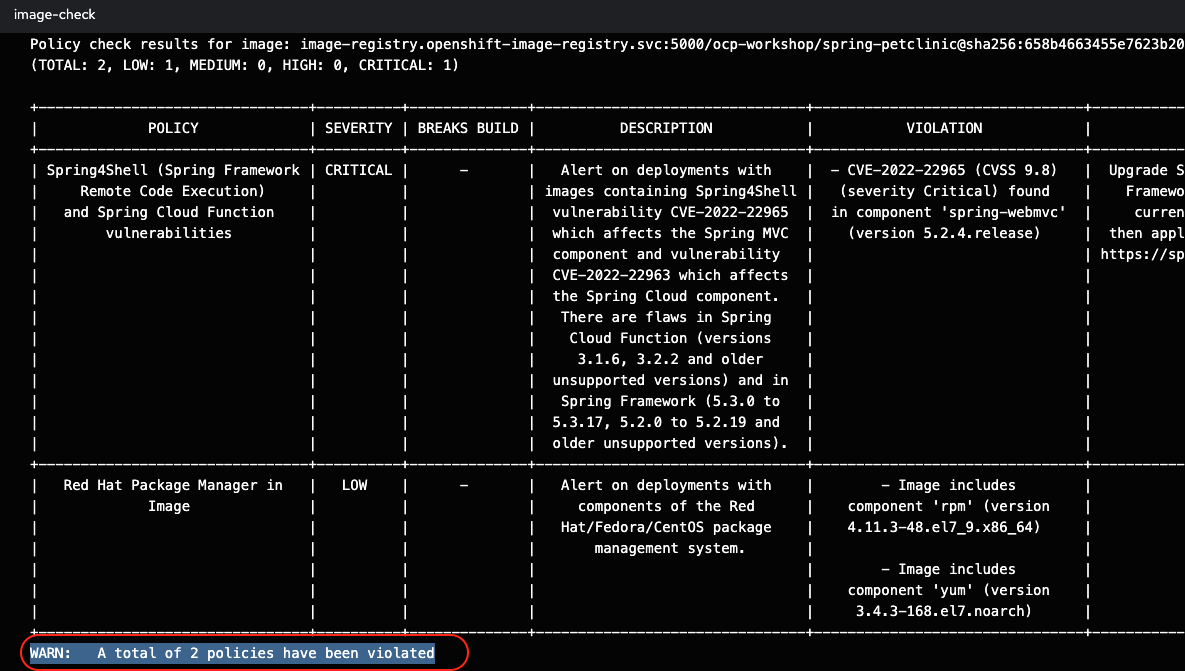 image-check
Policy check results for image: image-registry.openshift-image-registry.svc:5000/ocp-workshop/spring-petclinic@sha256:658b4663455e7623b20
(TOTAL: 2, LOW: 1, MEDIUM: 0, HIGH: 0, CRITICAL: 1)
POLICY | SEVERITY | BREAKS BUILD | DESCRIPTION | VIOLATION |
Spring4Shell (Spring Framework | CRITICAL | - | Alert on deployments with | - CVE-2022-22965 (CVSS 9.8) | Upgrade S
Remote Code Execution) | | | images containing Spring4Shell | (severity Critical) found | Framewo
and Spring Cloud Function | | | vulnerability CVE-2022-22965 | in component 'spring-webmvc' | curren
vulnerabilities | | | which affects the Spring MVC | (version 5.2.4.release) | then appl
component and vulnerability | | https://sp
CVE-2022-22963 which affects
the Spring Cloud component.
There are flaws in Spring
Cloud Function (versions
3.1.6, 3.2.2 and older
unsupported versions) and in
Spring Framework (5.3.0 to
5.3.17, 5.2.0 to 5.2.19 and
older unsupported versions).
Red Hat Package Manager in | LOW | - | Alert on deployments with | - Image includes |
Image | | | components of the Red | component 'rpm' (version |
Hat/Fedora/CentOS package | 4.11.3-48.el7_9.x86_64) |
management system.
- Image includes
component 'yum' (version
3.4.3-168.el7.noarch)
WARN: A total of 2 policies have been violated